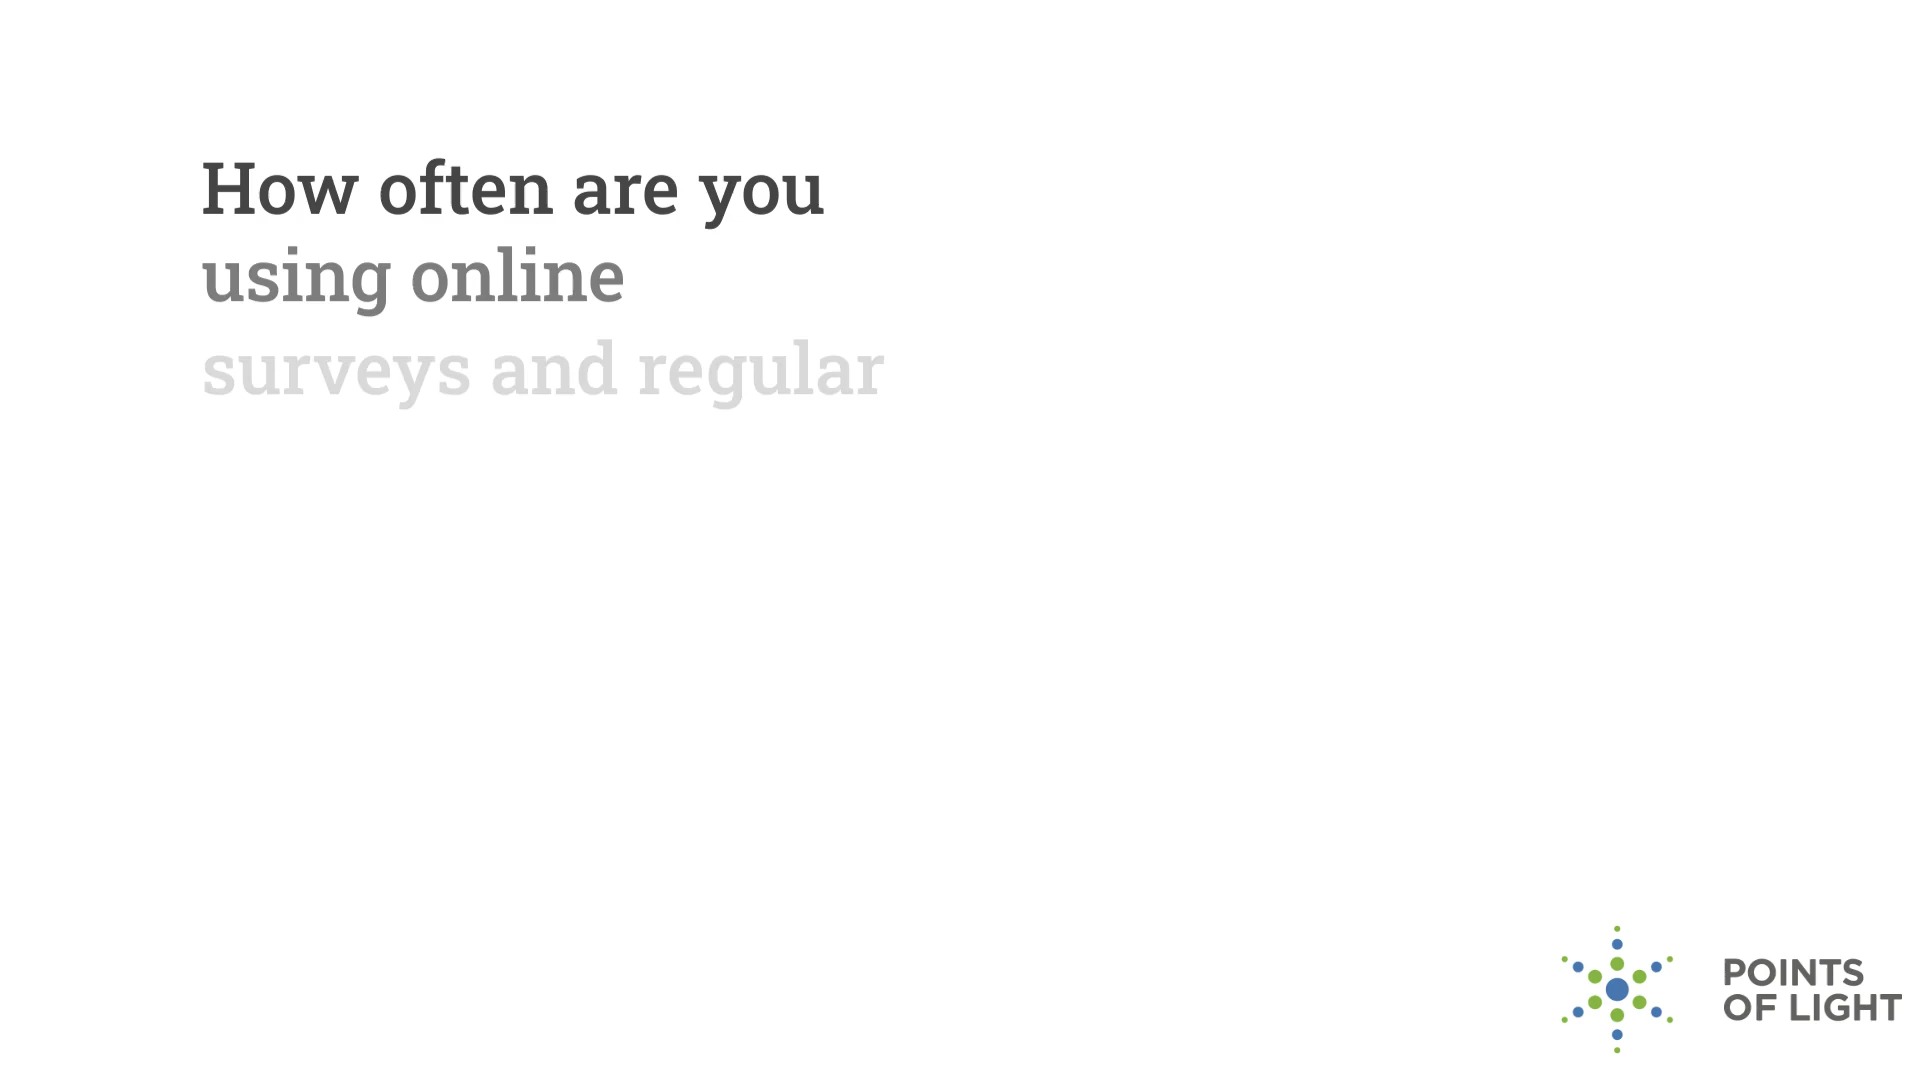 How often are you
using online
surveys and regular
POINTS
OF LIGHT